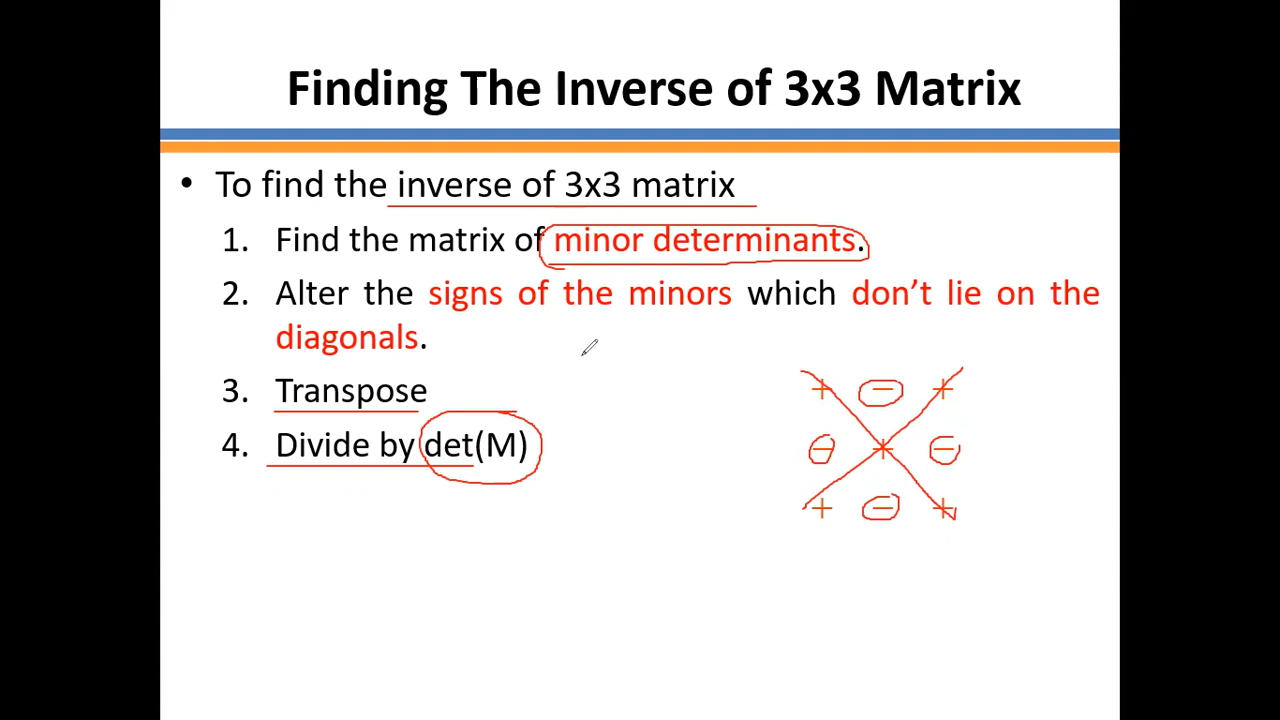 Finding The Inverse of 3x3 Matrix
• To find the inverse of 3x3 matrix
1. Find the matrix of minor determinants.
2. Alter the signs of the minors which don't lie on the
diagonals.
3. Transpose
4. Divide by det(M)
+ − +
− + −
+ − +